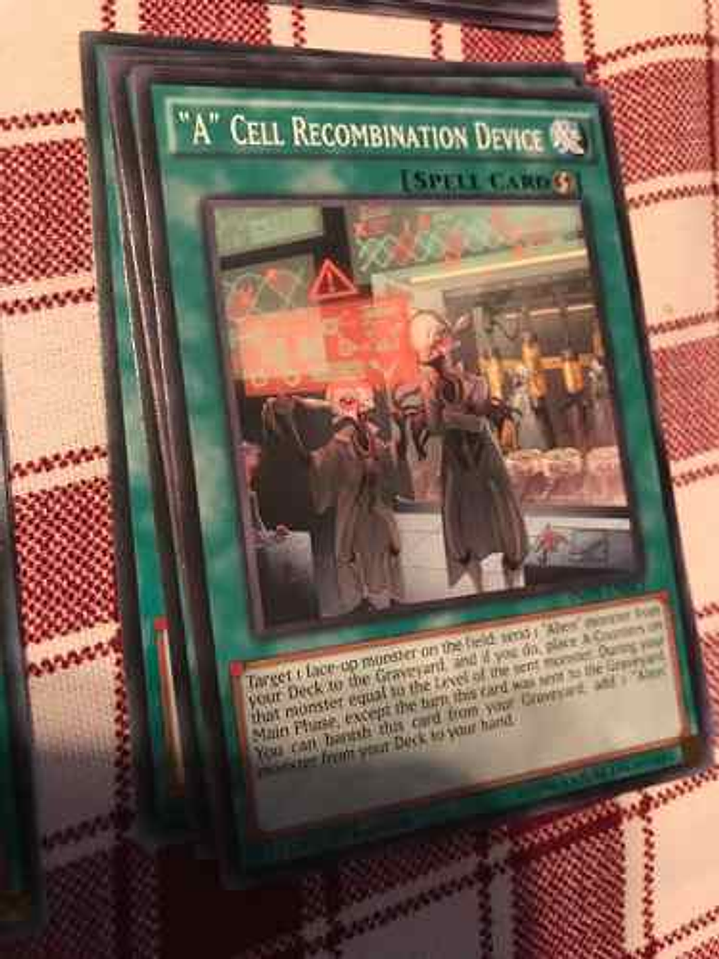 "A" CELL RECOMBINATION DEVICE
[SPELL CARD]
Target 1 face-up monster on the field; send 1 "Alien" monster from
your Deck to the Graveyard, and if you do, place A-Counters on
that monster equal to the Level of the sent monster. During your
Main Phase, except the turn this card was sent to the Graveyard:
You can banish this card from your Graveyard; add 1 "Alien"
monster from your Deck to your hand.